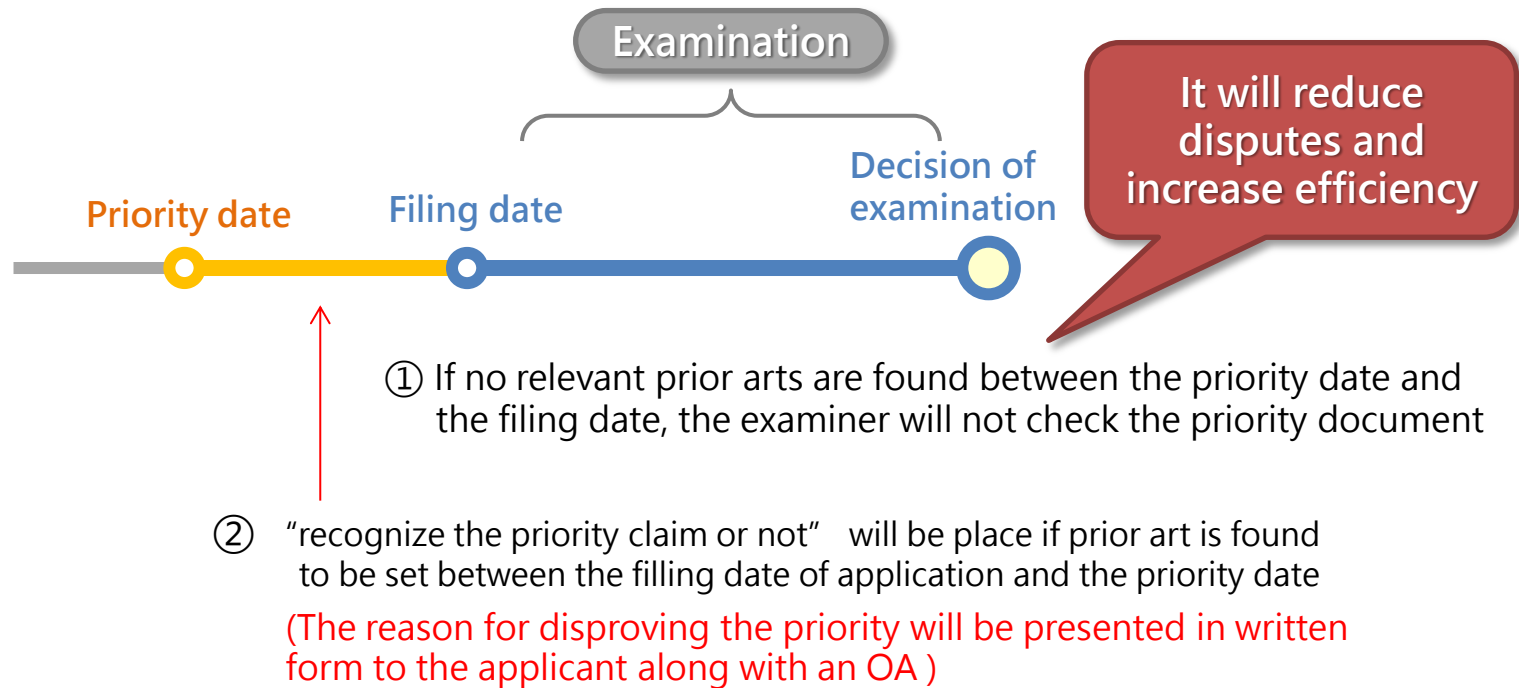 Examination
It will reduce
disputes and
increase efficiency
Decision of
examination
Priority date
Filing date
① If no relevant prior arts are found between the priority date and
the filing date, the examiner will not check the priority document
② “recognize the priority claim or not” will be place if prior art is found
to be set between the filling date of application and the priority date
(The reason for disproving the priority will be presented in written
form to the applicant along with an OA )